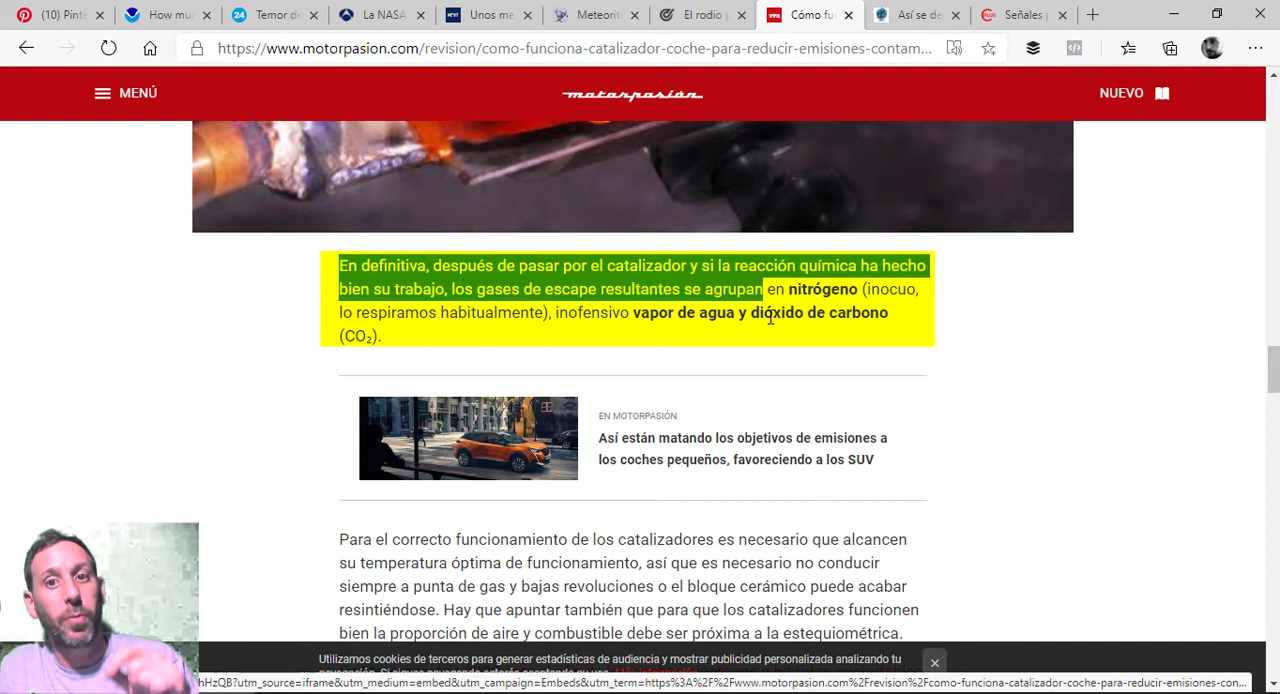 (10) Pinte
How mu
Temor de
La NASA
Unos me
Meteorit
El rodio p
Cómo fu
Así se de
Señales p
https://www.motorpasion.com/revision/como-funciona-catalizador-coche-para-reducir-emisiones-contam...
MENÚ
motorpasión
NUEVO
En definitiva, después de pasar por el catalizador y si la reacción química ha hecho
bien su trabajo, los gases de escape resultantes se agrupan en nitrógeno (inocuo,
lo respiramos habitualmente), inofensivo vapor de agua y dióxido de carbono
(CO₂).
EN MOTORPASIÓN
Así están matando los objetivos de emisiones a
los coches pequeños, favoreciendo a los SUV
Para el correcto funcionamiento de los catalizadores es necesario que alcancen
su temperatura óptima de funcionamiento, así que es necesario no conducir
siempre a punta de gas y bajas revoluciones o el bloque cerámico puede acabar
resintiéndose. Hay que apuntar también que para que los catalizadores funcionen
bien la proporción de aire y combustible debe ser próxima a la estequiométrica.
Utilizamos cookies de terceros para generar estadísticas de audiencia y mostrar publicidad personalizada analizando tu
hHzQB?utm_source=iframe&utm_medium=embed&utm_campaign=Embeds&utm_term=https%3A%2F%2Fwww.motorpasion.com%2Frevision%2Fcomo-funciona-catalizador-coche-para-reducir-emisiones-con...